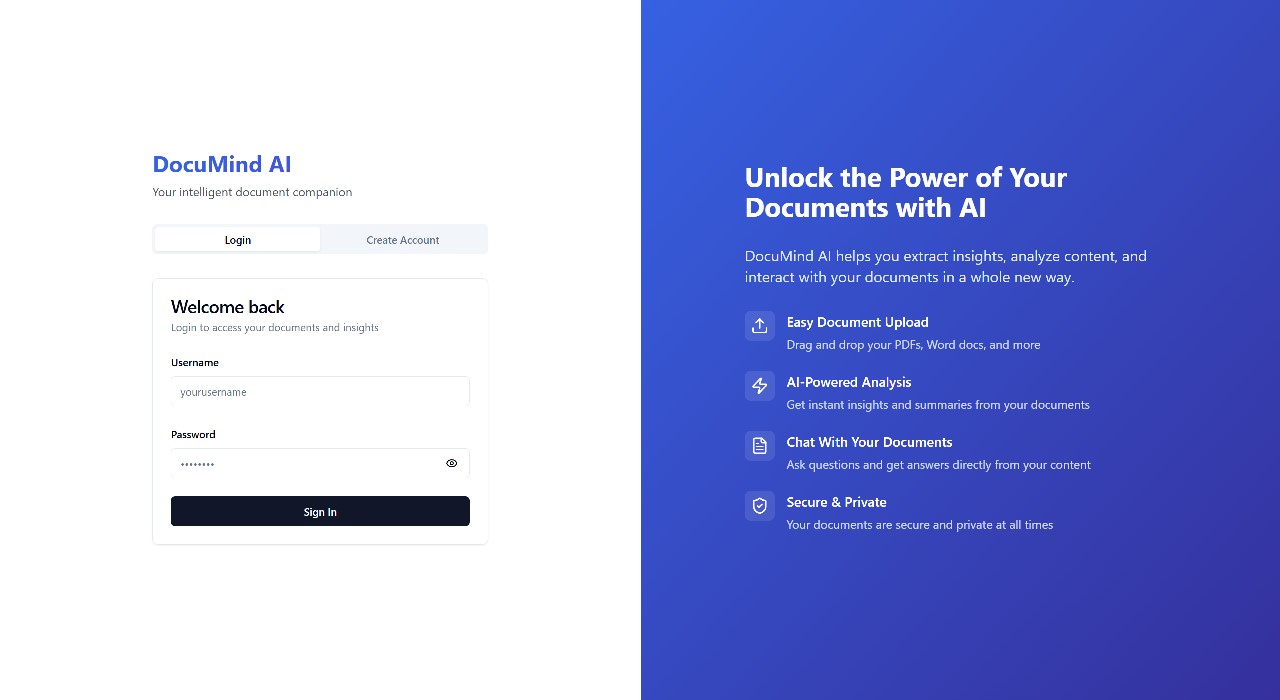 DocuMind AI
Your intelligent document companion
Login
Create Account
Welcome back
Login to access your documents and insights
Username
yourusername
Password
••••••••
Sign In
Unlock the Power of Your
Documents with AI
DocuMind AI helps you extract insights, analyze content, and
interact with your documents in a whole new way.
Easy Document Upload
Drag and drop your PDFs, Word docs, and more
AI-Powered Analysis
Get instant insights and summaries from your documents
Chat With Your Documents
Ask questions and get answers directly from your content
Secure & Private
Your documents are secure and private at all times